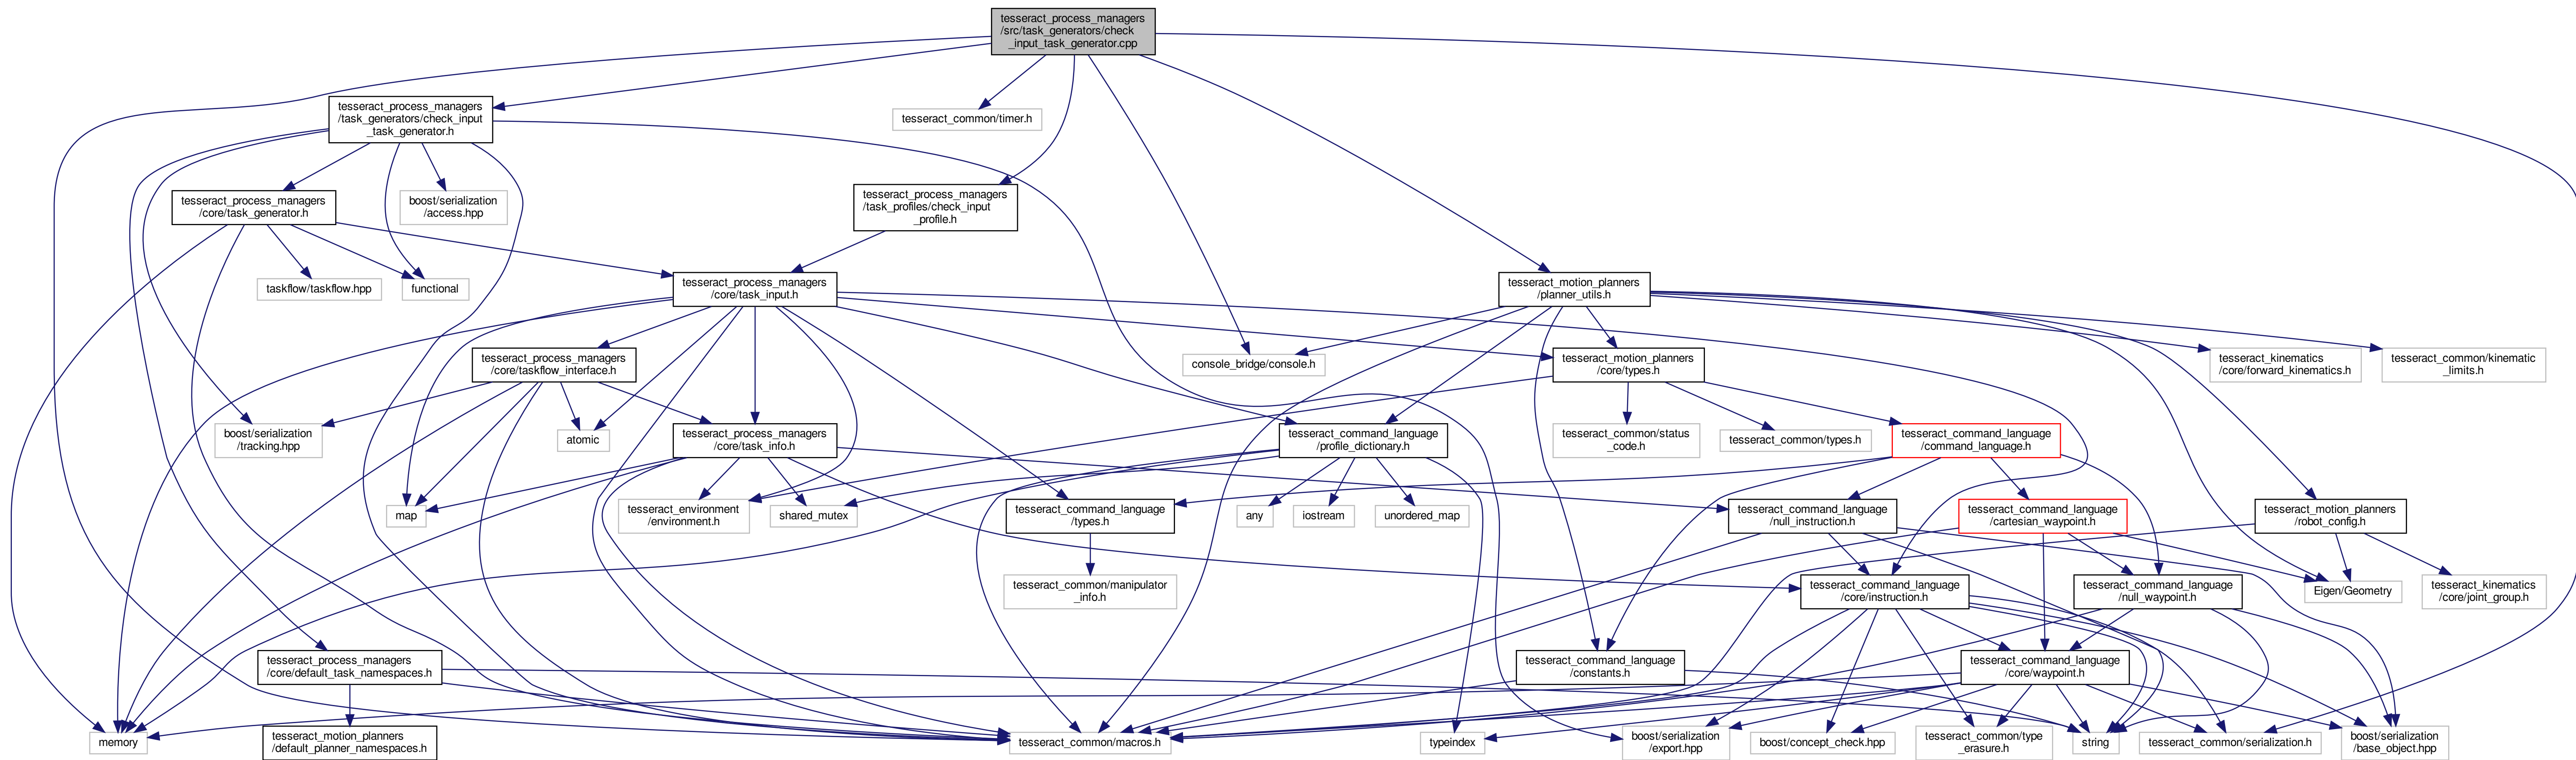 tesseract_process_managers
/src/task_generators/check
_input_task_generator.cpp
tesseract_process_managers
/task_generators/check_input
_task_generator.h
tesseract_common/timer.h
tesseract_process_managers
/core/task_generator.h
boost/serialization
/access.hpp
tesseract_process_managers
/task_profiles/check_input
_profile.h
taskflow/taskflow.hpp
functional
tesseract_process_managers
/core/task_input.h
tesseract_motion_planners
/planner_utils.h
tesseract_process_managers
/core/taskflow_interface.h
console_bridge/console.h
tesseract_motion_planners
/core/types.h
tesseract_kinematics
/core/forward_kinematics.h
tesseract_common/kinematic
_limits.h
boost/serialization
/tracking.hpp
atomic
tesseract_process_managers
/core/task_info.h
tesseract_command_language
/profile_dictionary.h
tesseract_common/status
_code.h
tesseract_common/types.h
tesseract_command_language
/command_language.h
map
tesseract_environment
/environment.h
shared_mutex
tesseract_command_language
/types.h
any
iostream
unordered_map
tesseract_command_language
/null_instruction.h
tesseract_command_language
/cartesian_waypoint.h
tesseract_motion_planners
/robot_config.h
tesseract_common/manipulator
_info.h
tesseract_command_language
/core/instruction.h
tesseract_command_language
/null_waypoint.h
Eigen/Geometry
tesseract_kinematics
/core/joint_group.h
tesseract_process_managers
/core/default_task_namespaces.h
tesseract_command_language
/constants.h
tesseract_command_language
/core/waypoint.h
memory
tesseract_motion_planners
/default_planner_namespaces.h
tesseract_common/macros.h
typeindex
boost/serialization
/export.hpp
boost/concept_check.hpp
tesseract_common/type
_erasure.h
string
tesseract_common/serialization.h
boost/serialization
/base_object.hpp